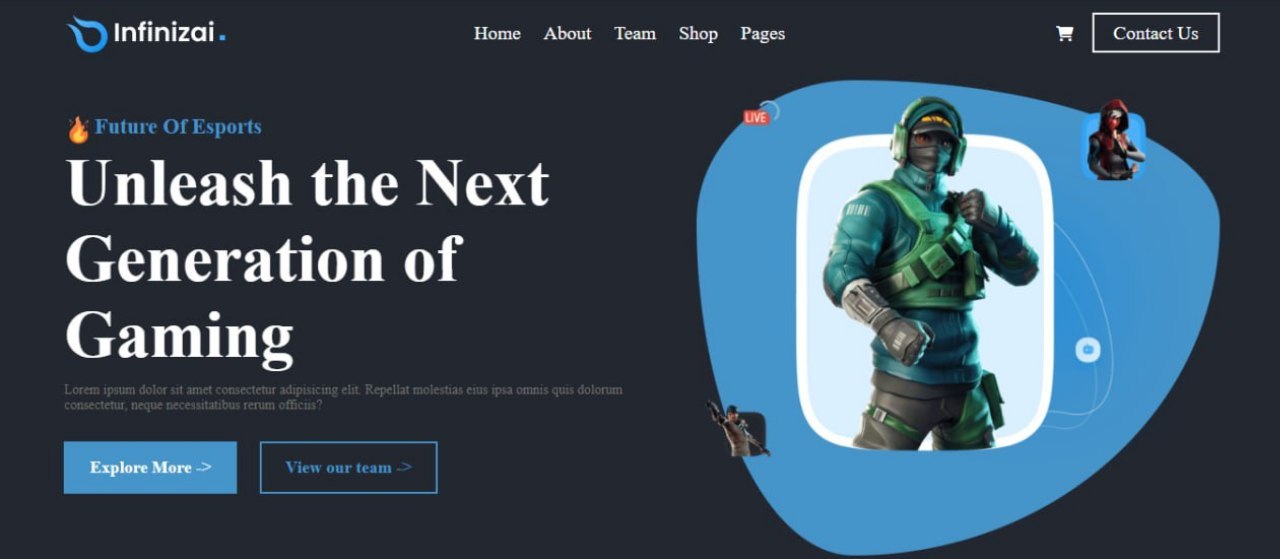 Infinizai.
Home About Team Shop Pages
Contact Us
Future Of Esports
LIVE
Unleash the Next
Generation of
Gaming
Lorem ipsum dolor sit amet consectetur adipisicing elit. Repellat molestias eius ipsa omnis quis dolorum
consectetur, neque necessitatibus rerum officiis?
Explore More ->
View our team ->